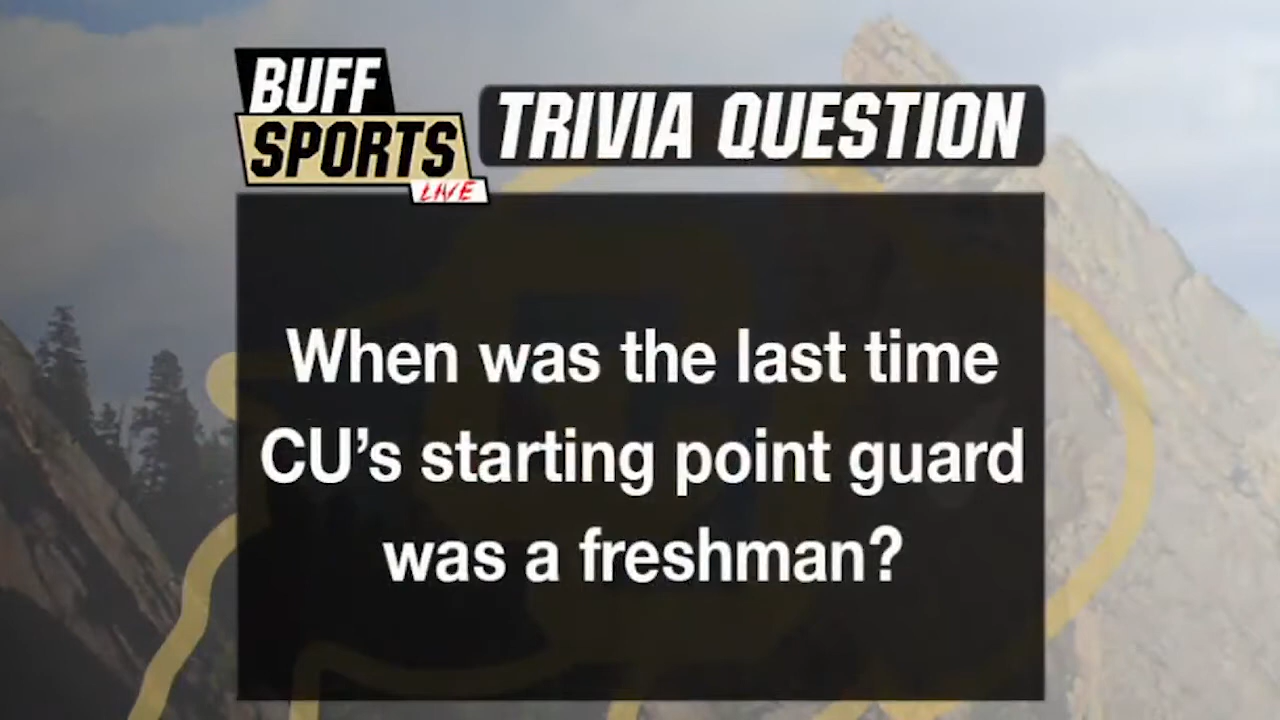 BUFF
SPORTS
LIVE
TRIVIA QUESTION
When was the last time
CU’s starting point guard
was a freshman?